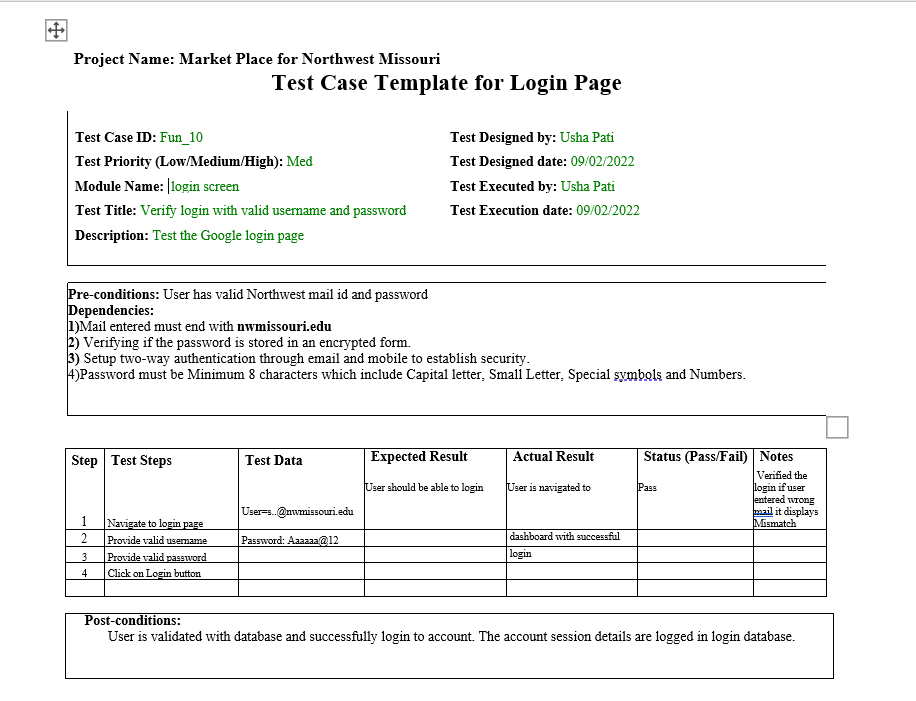 Project Name: Market Place for Northwest Missouri
Test Case Template for Login Page
Test Case ID: Fun_10
Test Designed by: Usha Pati
Test Priority (Low/Medium/High): Med
Test Designed date: 09/02/2022
Module Name: login screen
Test Executed by: Usha Pati
Test Title: Verify login with valid username and password
Test Execution date: 09/02/2022
Description: Test the Google login page
Pre-conditions: User has valid Northwest mail id and password
Dependencies:
1)Mail entered must end with nwmissouri.edu
2) Verifying if the password is stored in an encrypted form.
3) Setup two-way authentication through email and mobile to establish security.
4)Password must be Minimum 8 characters which include Capital letter, Small Letter, Special symbols and Numbers.
Step Test Steps Test Data Expected Result Actual Result Status (Pass/Fail) Notes
1 Navigate to login page User=s..@nwmissouri.edu User should be able to login User is navigated to Pass Verified the
login if user
entered wrong
mail it displays
Mismatch
2 Provide valid username Password: Aaaaaa@12 dashboard with successful
3 Provide valid password login
4 Click on Login button
Post-conditions:
User is validated with database and successfully login to account. The account session details are logged in login database.